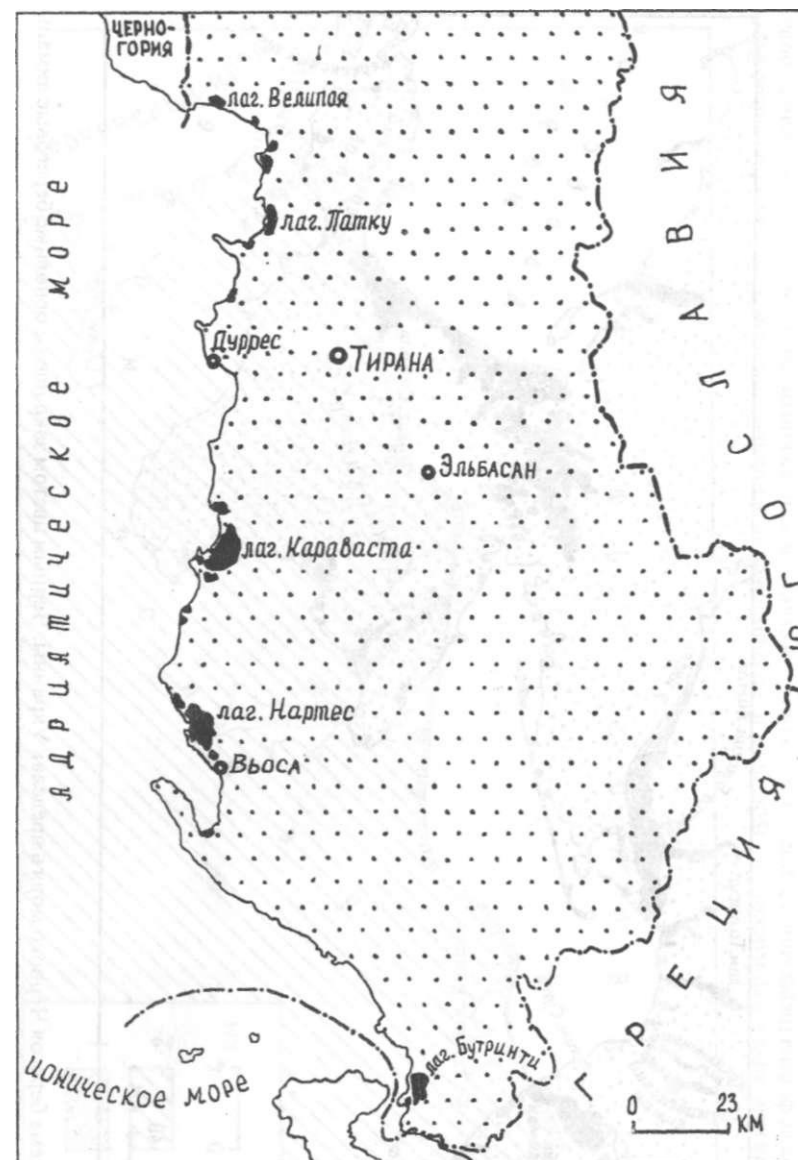 ЧЕРНО-
ГОРИЯ
лаг. Велипоя
лаг. Патку
АДРИАТИЧЕСКОЕ МОРЕ
ЮГОСЛАВИЯ
Дуррес
ТИРАНА
ЭЛЬБАСАН
лаг. Караваста
лаг. Нартес
ВЬОСА
ГРЕЦИЯ
ИОНИЧЕСКОЕ МОРЕ
лаг. Бутринти
0 23
КМ